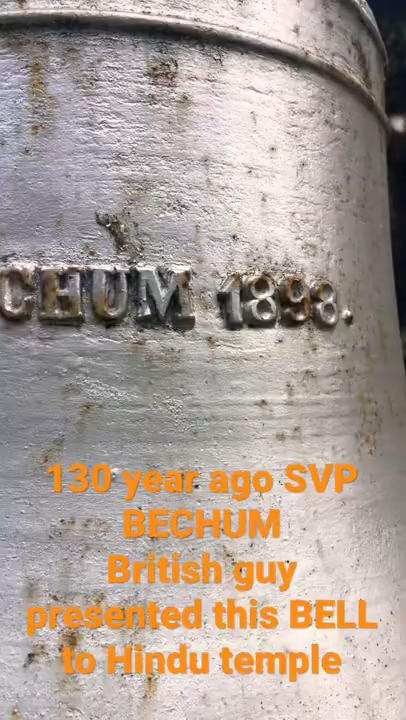 CHUM 1898.
130 year ago SVP
BECHUM
British guy
presented this BELL
to Hindu temple